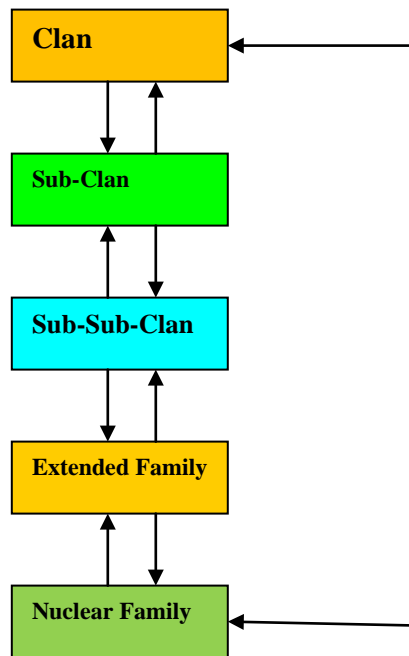 Clan
Sub-Clan
Sub-Sub-Clan
Extended Family
Nuclear Family